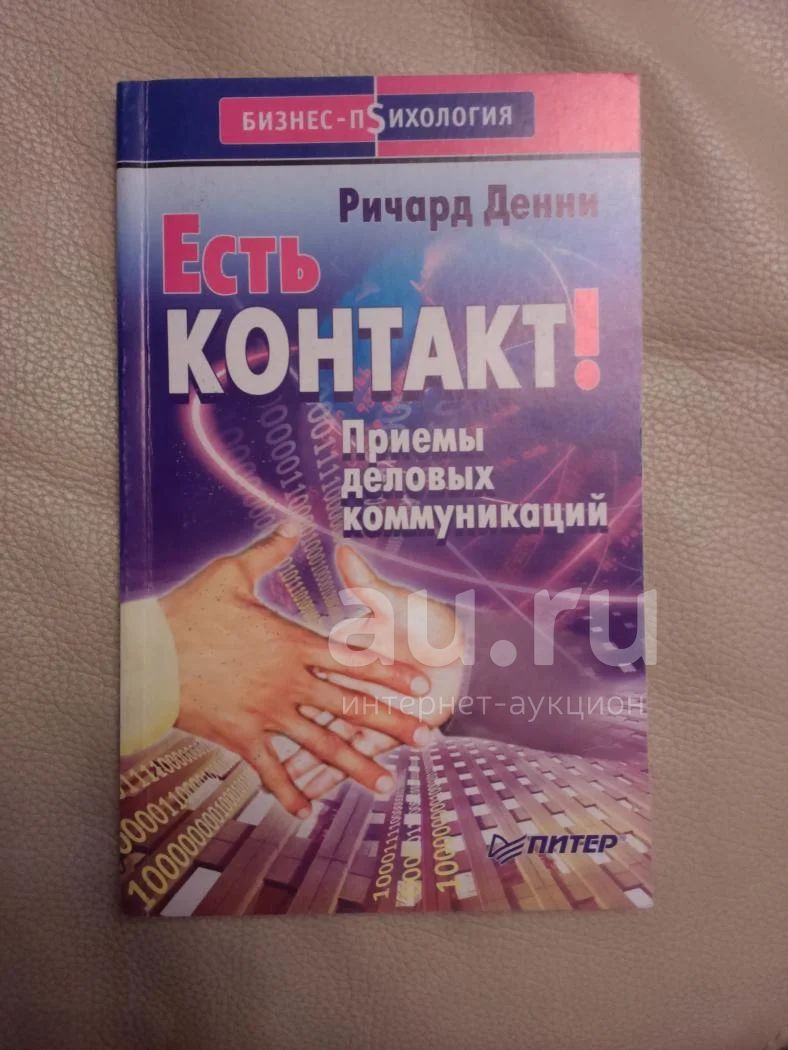 БИЗНЕС-ПSИХОЛОГИЯ
Ричард Денни
Есть
КОНТАКТ!
Приемы
деловых
коммуникаций
au.ru
интернет-аукцион
ПИТЕР®